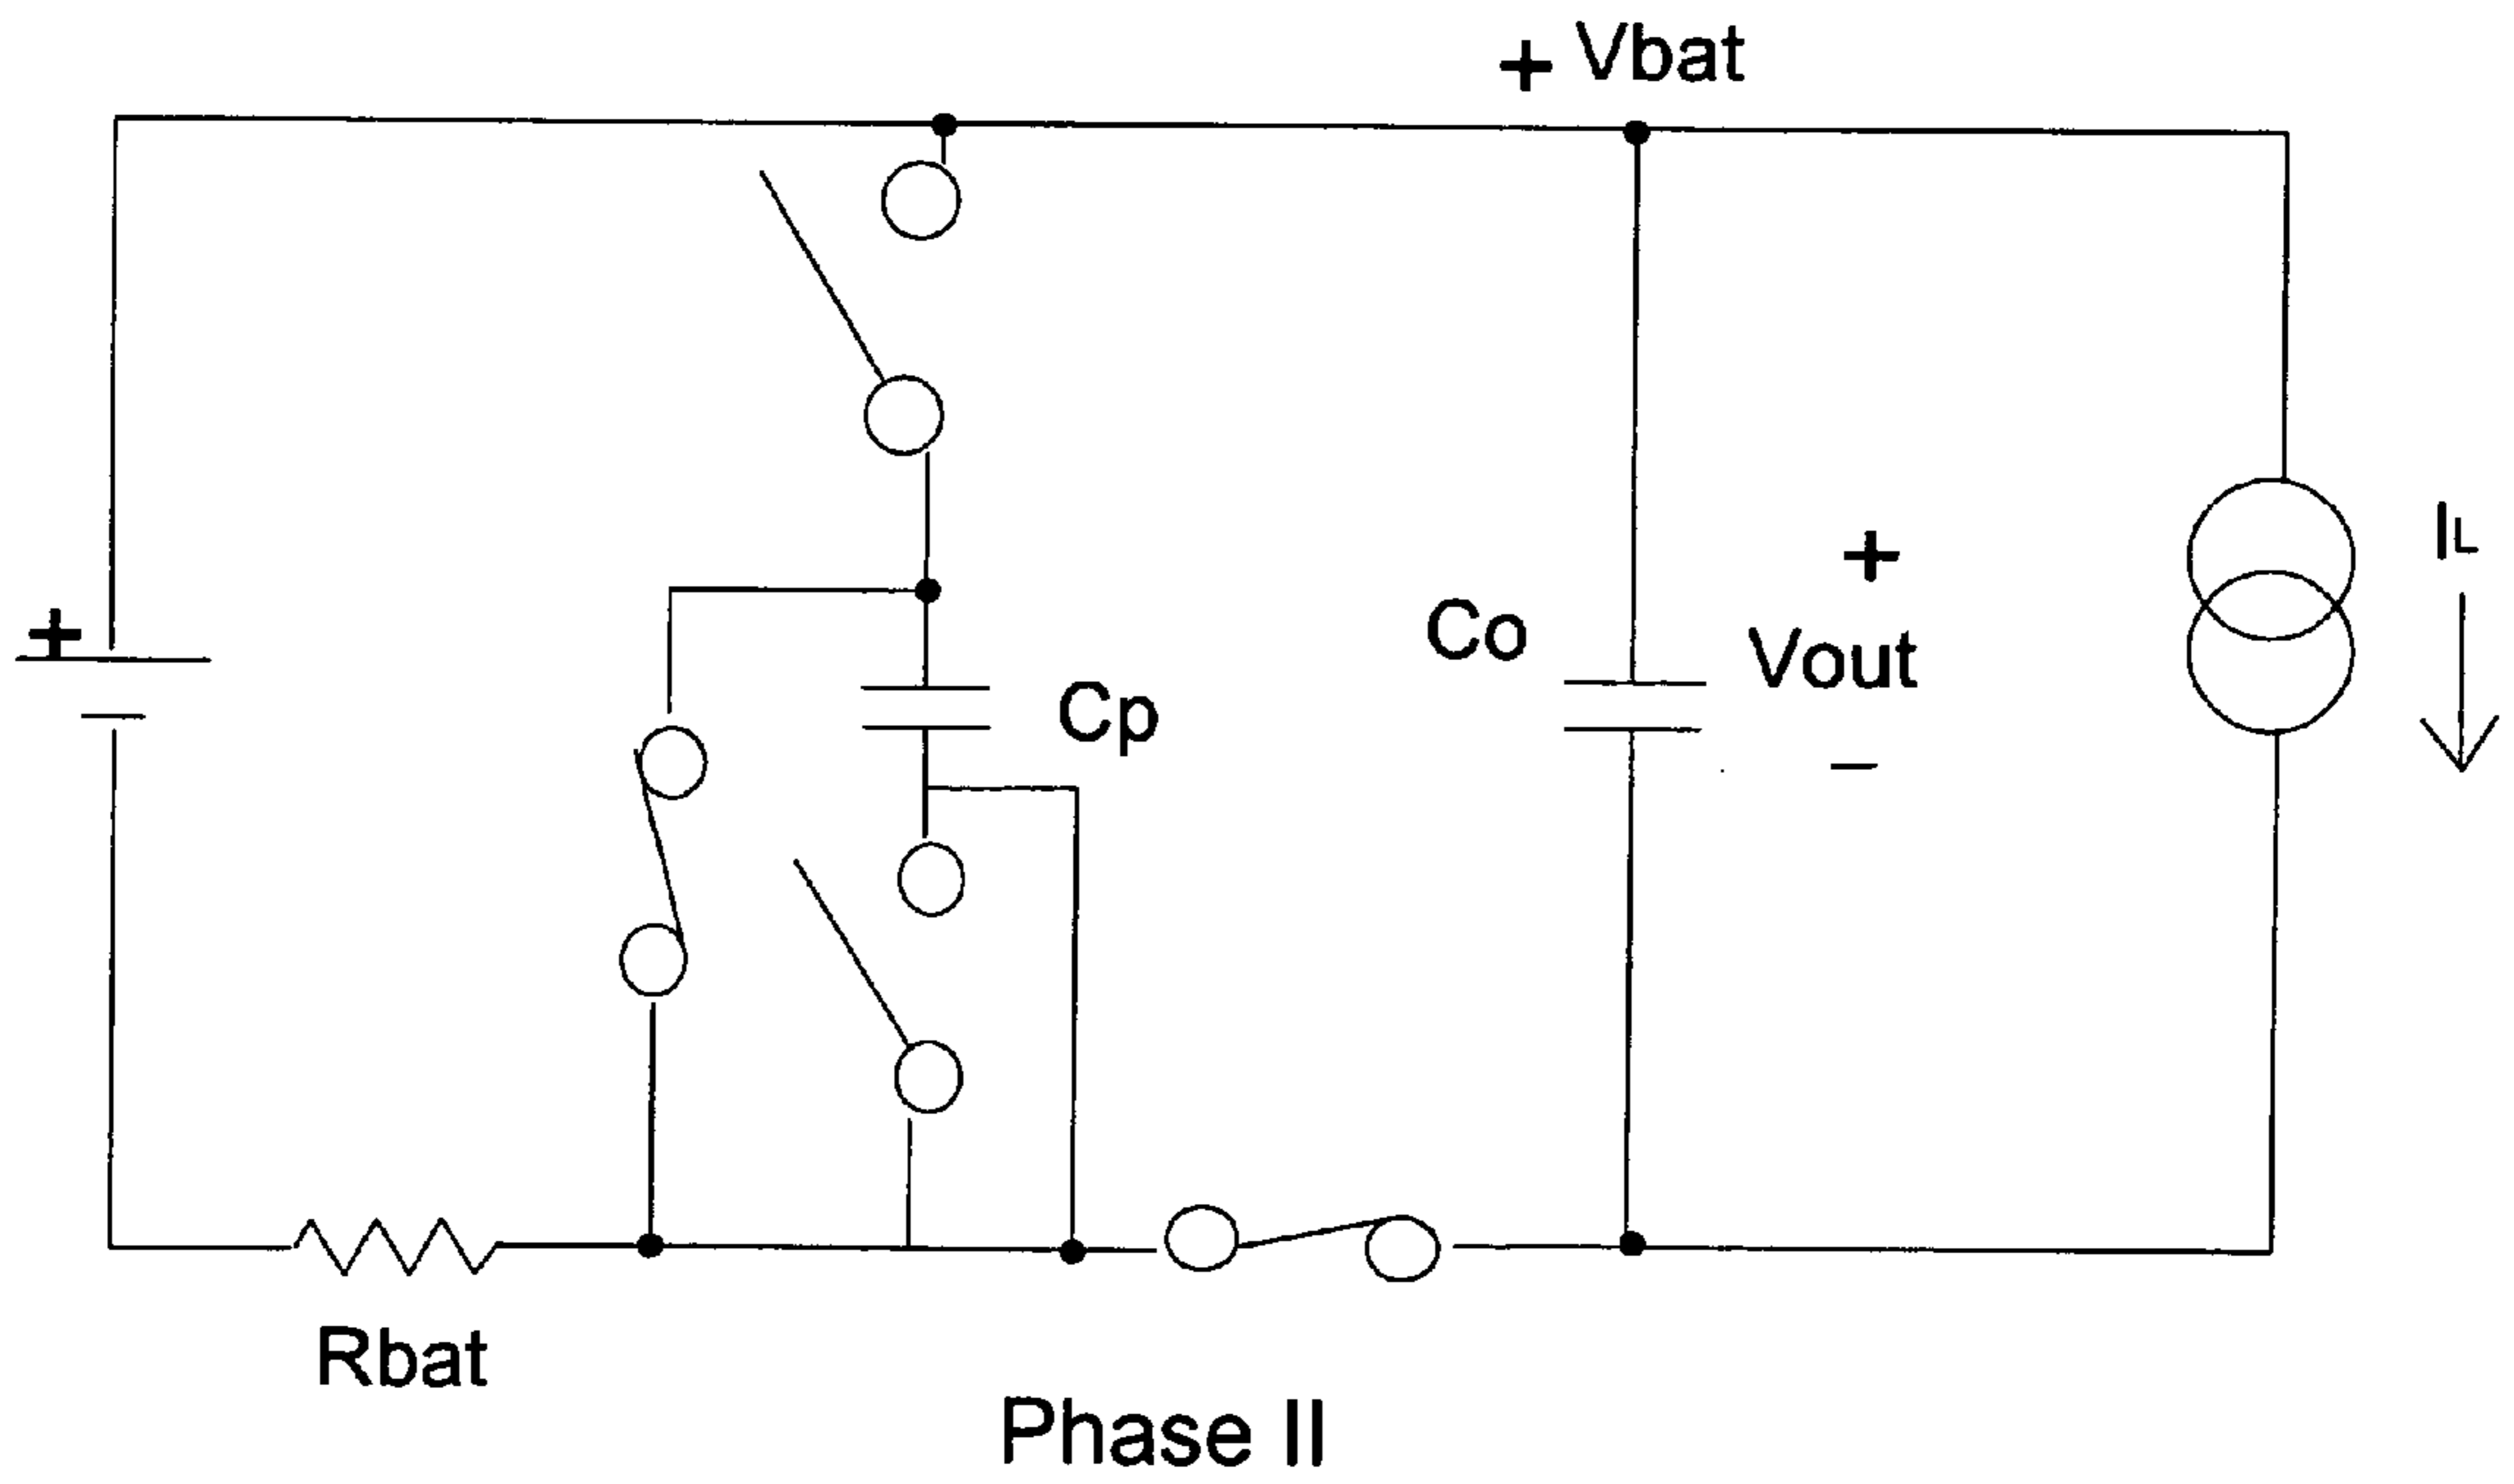 + Vbat
IL
+
+
Co
Vout
Cp
−
Rbat
Phase II